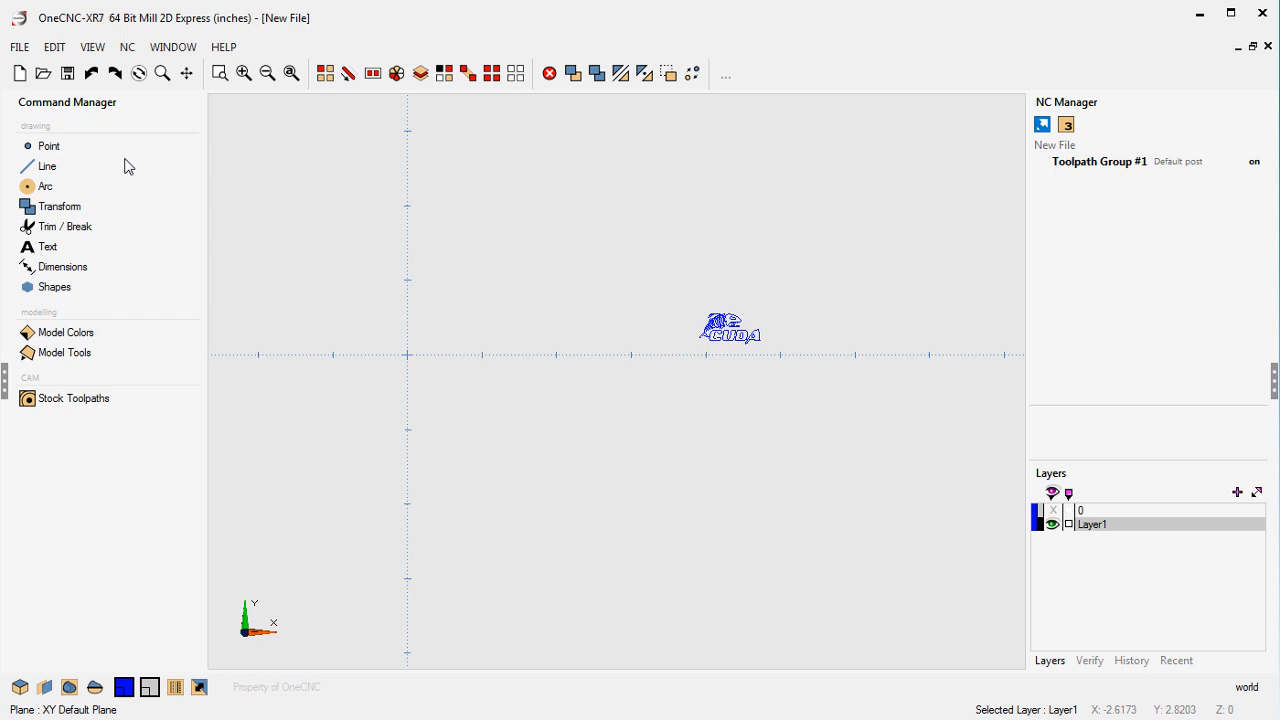 OneCNC-XR7 64 Bit Mill 2D Express (inches) - [New File]
FILE EDIT VIEW NC WINDOW HELP
...
Command Manager
drawing
Point
Line
Arc
Transform
Trim / Break
A Text
Dimensions
Shapes
modelling
Model Colors
Model Tools
CAM
Stock Toolpaths
CUDA
Y
X
NC Manager
3
New File
Toolpath Group #1 Default post on
Layers
X 0
Layer1
Layers Verify History Recent
Property of OneCNC
world
Plane : XY Default Plane
Selected Layer : Layer1 X: -2.6173 Y: 2.8203 Z: 0